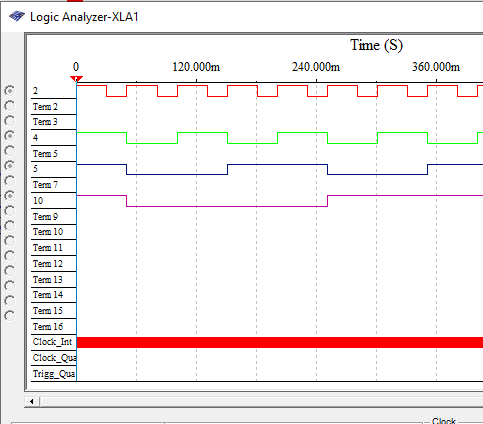 Logic Analyzer-XLA1
Time (S)
0 120.000m 240.000m 360.000m
2
Term 2
Term 3
4
Term 5
5
Term 7
10
Term 9
Term 10
Term 11
Term 12
Term 13
Term 14
Term 15
Term 16
Clock_Int
Clock_Qua
Trigg_Qua
Clock